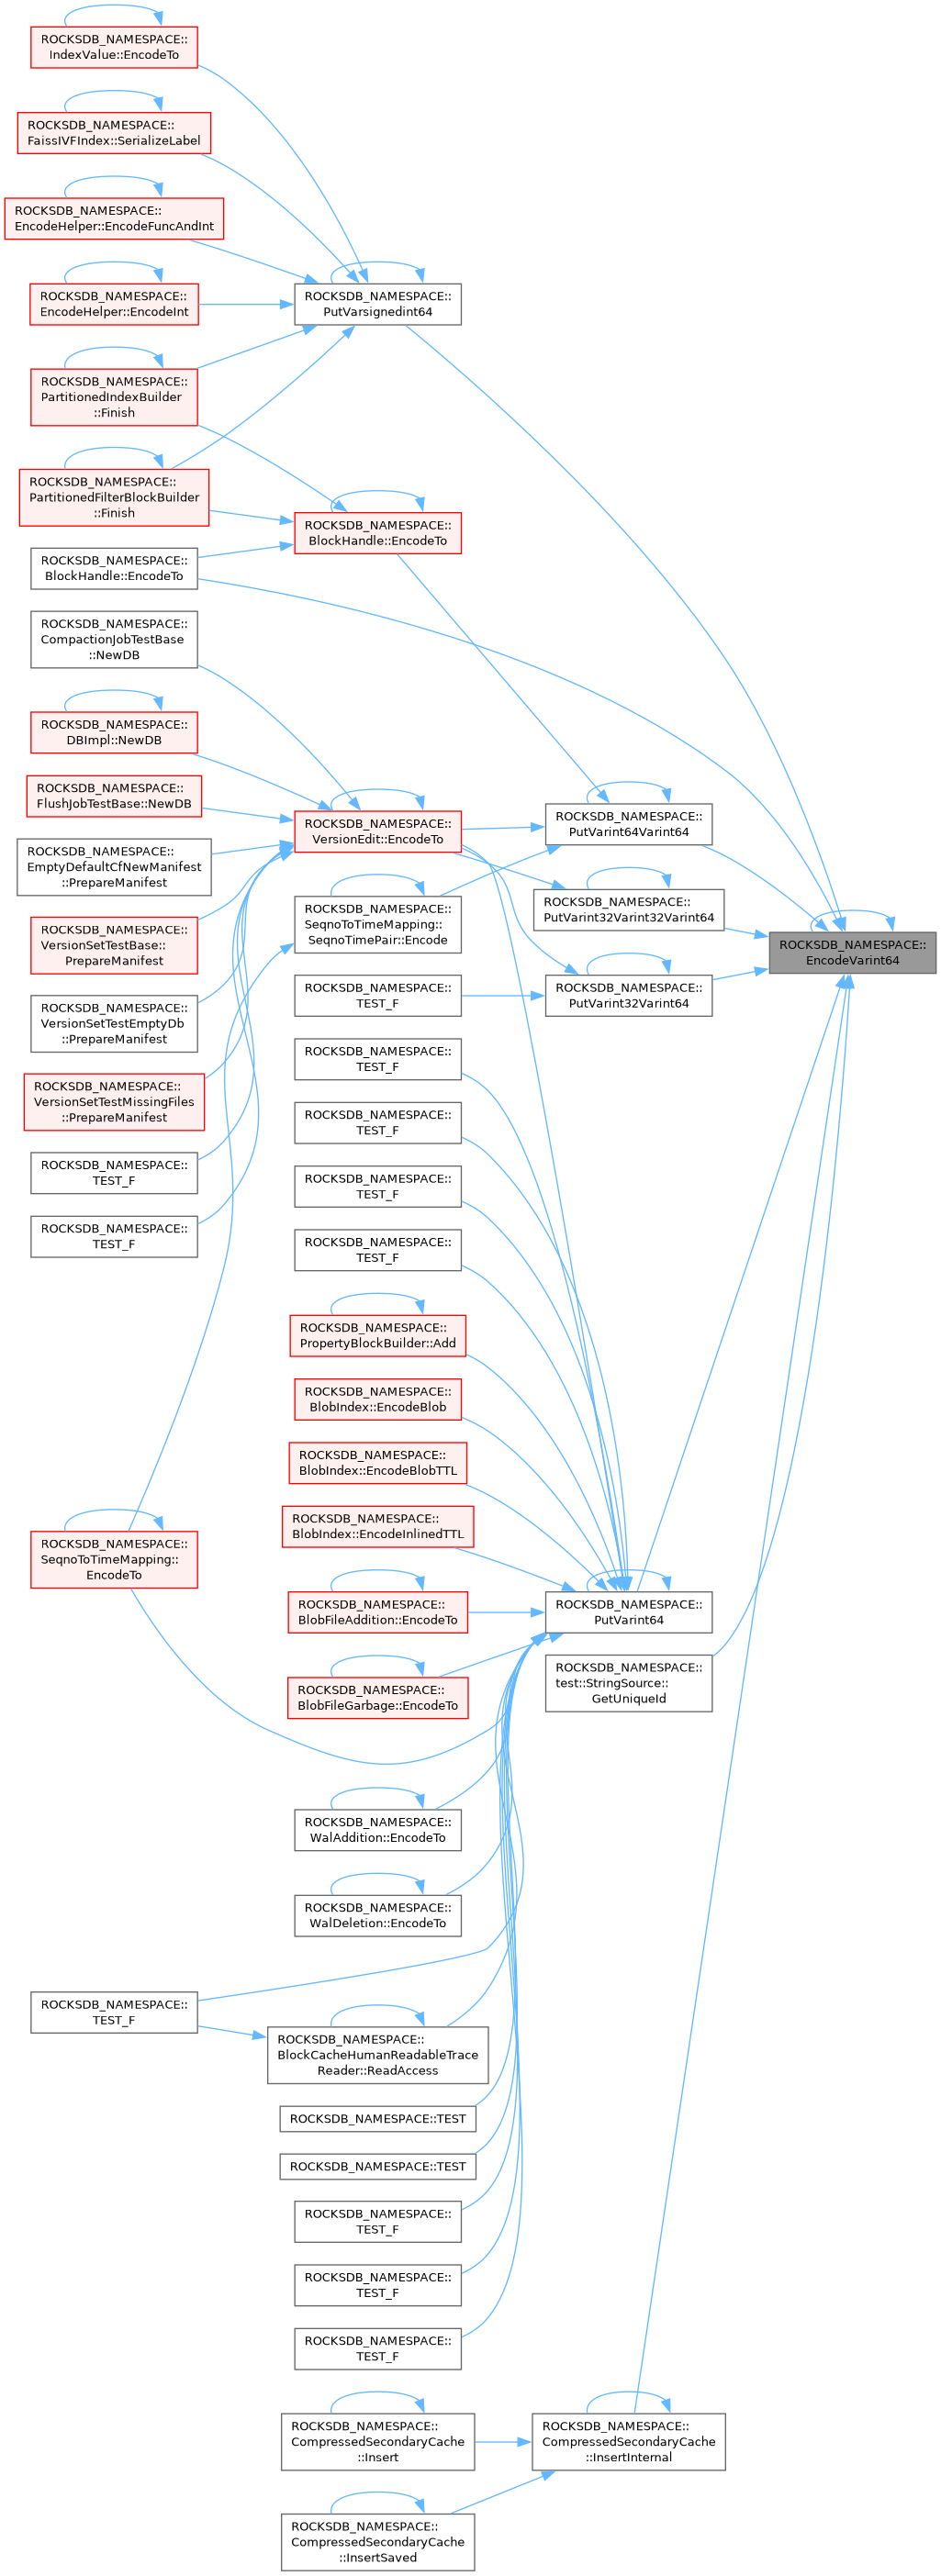 ROCKSDB_NAMESPACE::
IndexValue::EncodeTo
ROCKSDB_NAMESPACE::
FaissIVFIndex::SerializeLabel
ROCKSDB_NAMESPACE::
EncodeHelper::EncodeFuncAndInt
ROCKSDB_NAMESPACE::
EncodeHelper::EncodeInt
ROCKSDB_NAMESPACE::
PutVarsignedint64
ROCKSDB_NAMESPACE::
PartitionedIndexBuilder
::Finish
ROCKSDB_NAMESPACE::
PartitionedFilterBlockBuilder
::Finish
ROCKSDB_NAMESPACE::
BlockHandle::EncodeTo
ROCKSDB_NAMESPACE::
BlockHandle::EncodeTo
ROCKSDB_NAMESPACE::
CompactionJobTestBase
::NewDB
ROCKSDB_NAMESPACE::
DBImpl::NewDB
ROCKSDB_NAMESPACE::
FlushJobTestBase::NewDB
ROCKSDB_NAMESPACE::
VersionEdit::EncodeTo
ROCKSDB_NAMESPACE::
PutVarint64Varint64
ROCKSDB_NAMESPACE::
EmptyDefaultCfNewManifest
::PrepareManifest
ROCKSDB_NAMESPACE::
PutVarint32Varint32Varint64
ROCKSDB_NAMESPACE::
VersionSetTestBase::
PrepareManifest
ROCKSDB_NAMESPACE::
SeqnoToTimeMapping::
SeqnoTimePair::Encode
ROCKSDB_NAMESPACE::
EncodeVarint64
ROCKSDB_NAMESPACE::
VersionSetTestEmptyDb
::PrepareManifest
ROCKSDB_NAMESPACE::
TEST_F
ROCKSDB_NAMESPACE::
PutVarint32Varint64
ROCKSDB_NAMESPACE::
TEST_F
ROCKSDB_NAMESPACE::
VersionSetTestMissingFiles
::PrepareManifest
ROCKSDB_NAMESPACE::
TEST_F
ROCKSDB_NAMESPACE::
TEST_F
ROCKSDB_NAMESPACE::
TEST_F
ROCKSDB_NAMESPACE::
TEST_F
ROCKSDB_NAMESPACE::
TEST_F
ROCKSDB_NAMESPACE::
PropertyBlockBuilder::Add
ROCKSDB_NAMESPACE::
BlobIndex::EncodeBlob
ROCKSDB_NAMESPACE::
BlobIndex::EncodeBlobTTL
ROCKSDB_NAMESPACE::
BlobIndex::EncodeInlinedTTL
ROCKSDB_NAMESPACE::
SeqnoToTimeMapping::
EncodeTo
ROCKSDB_NAMESPACE::
BlobFileAddition::EncodeTo
ROCKSDB_NAMESPACE::
PutVarint64
ROCKSDB_NAMESPACE::
BlobFileGarbage::EncodeTo
ROCKSDB_NAMESPACE::
test::StringSource::
GetUniqueId
ROCKSDB_NAMESPACE::
WalAddition::EncodeTo
ROCKSDB_NAMESPACE::
WalDeletion::EncodeTo
ROCKSDB_NAMESPACE::
TEST_F
ROCKSDB_NAMESPACE::
BlockCacheHumanReadableTrace
Reader::ReadAccess
ROCKSDB_NAMESPACE::TEST
ROCKSDB_NAMESPACE::TEST
ROCKSDB_NAMESPACE::
TEST_F
ROCKSDB_NAMESPACE::
TEST_F
ROCKSDB_NAMESPACE::
TEST_F
ROCKSDB_NAMESPACE::
CompressedSecondaryCache
::Insert
ROCKSDB_NAMESPACE::
CompressedSecondaryCache
::InsertInternal
ROCKSDB_NAMESPACE::
CompressedSecondaryCache
::InsertSaved